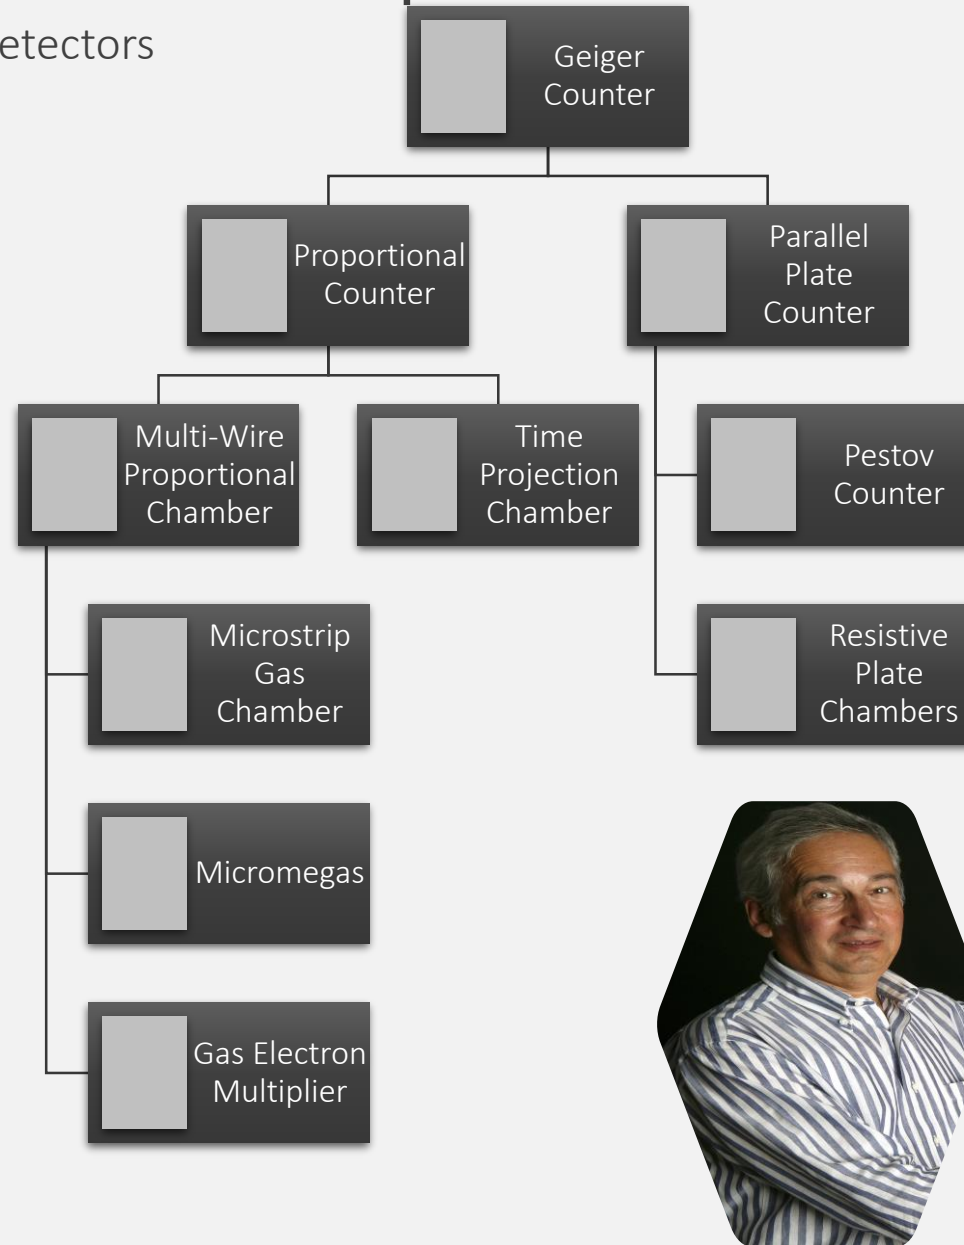 etectors
Geiger
Counter
Proportional
Counter
Parallel
Plate
Counter
Multi-Wire
Proportional
Chamber
Time
Projection
Chamber
Pestov
Counter
Microstrip
Gas
Chamber
Resistive
Plate
Chambers
Micromegas
Gas Electron
Multiplier